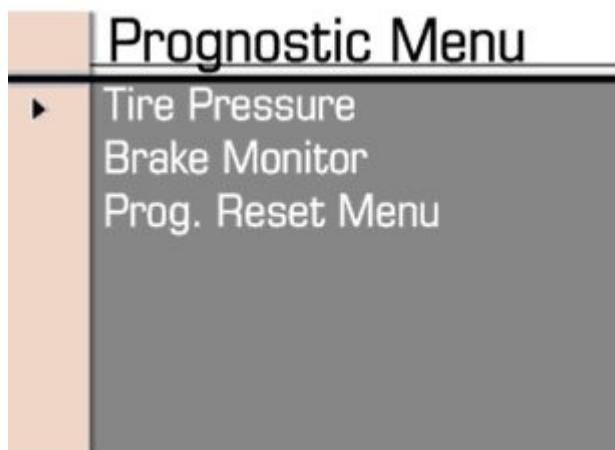 Prognostic Menu
Tire Pressure
Brake Monitor
Prog. Reset Menu